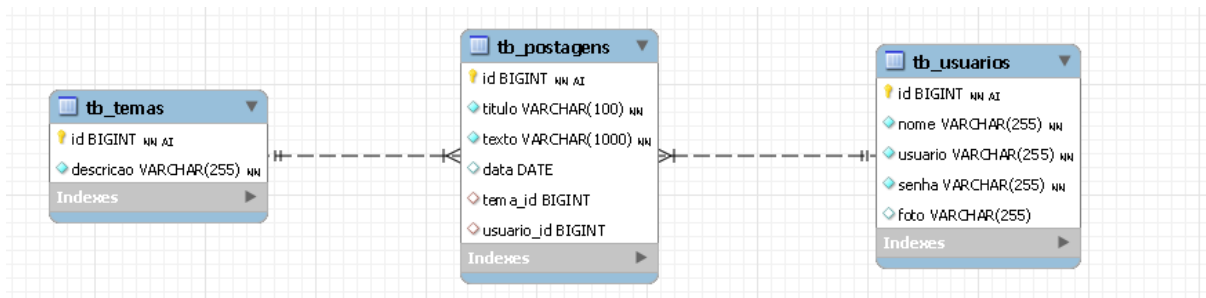 tb_temas
id BIGINT NN AI
descricao VARCHAR(255) NN
Indexes
tb_postagens
id BIGINT NN AI
titulo VARCHAR(100) NN
texto VARCHAR(1000) NN
data DATE
tema_id BIGINT
usuario_id BIGINT
Indexes
tb_usuarios
id BIGINT NN AI
nome VARCHAR(255) NN
usuario VARCHAR(255) NN
senha VARCHAR(255) NN
foto VARCHAR(255)
Indexes